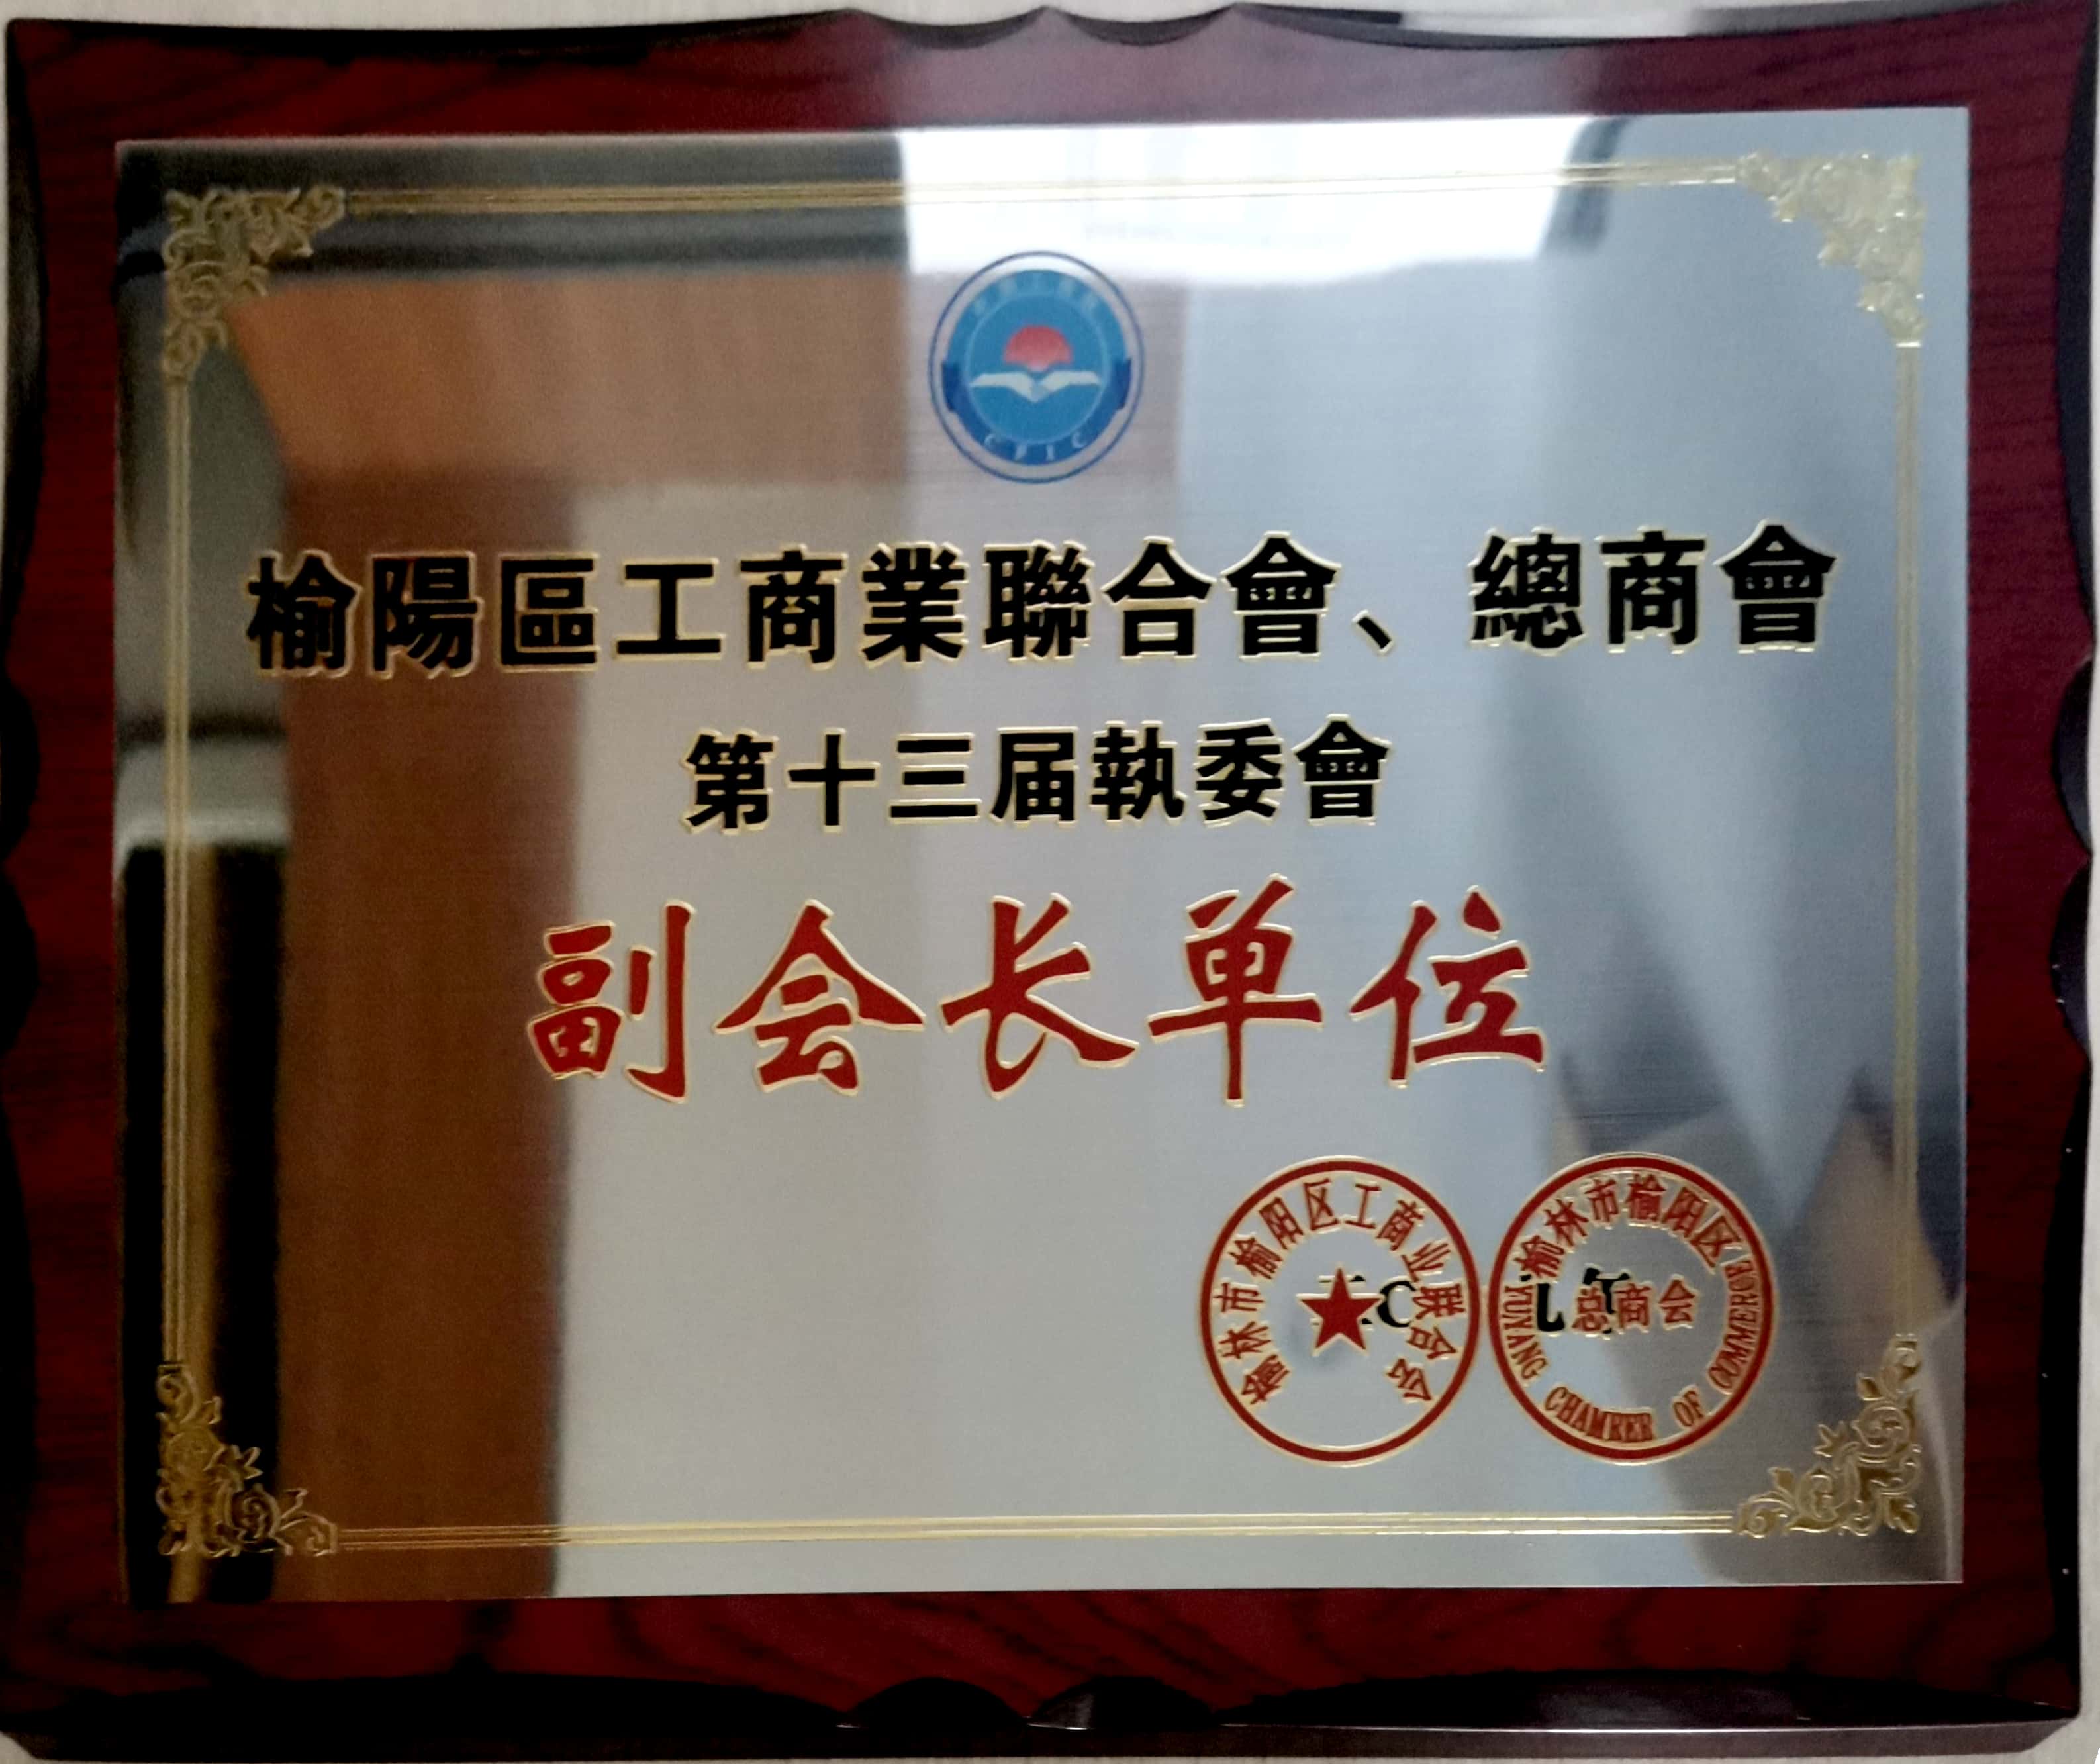 CFIC
榆陽區工商業聯合會、總商會
第十三届執委會
副会长单位
榆林市榆阳区工商业联合会
榆林市榆阳区
总商会
YUYANG CHAMBER OF COMMERCE